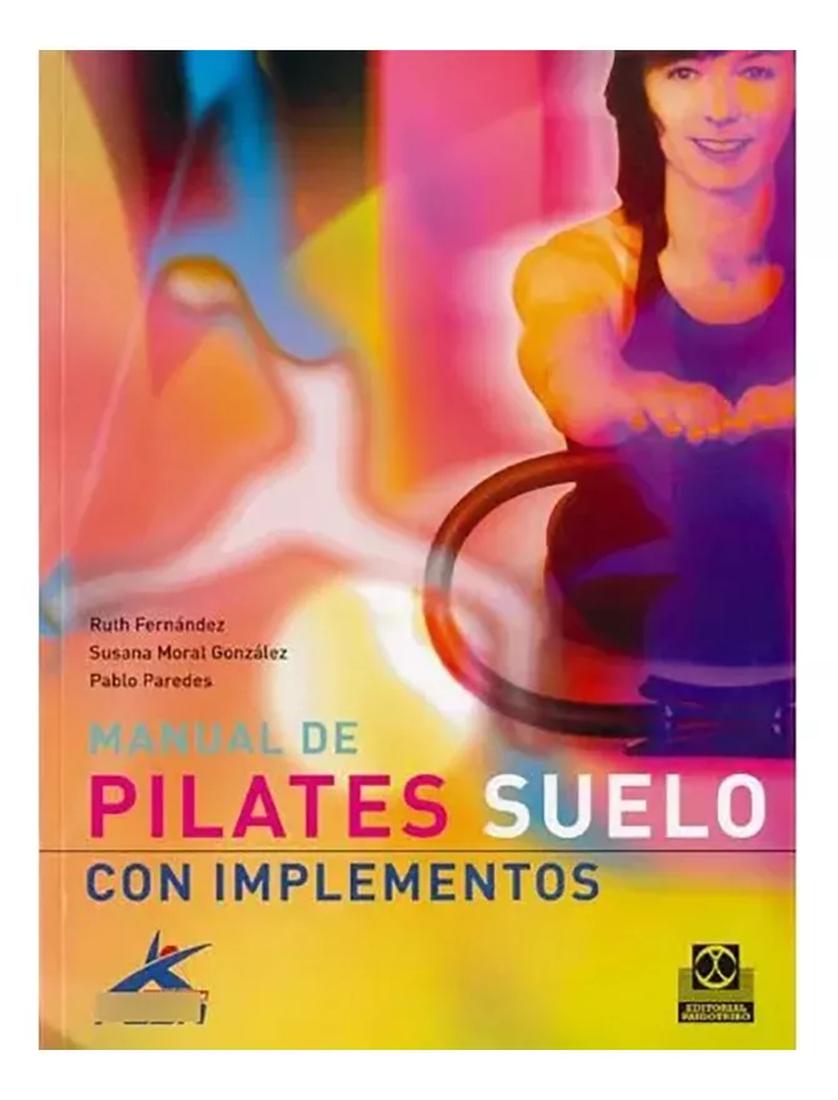 Ruth Fernández
Susana Moral González
Pablo Paredes
MANUAL DE
PILATES SUELO
CON IMPLEMENTOS
EDITORIAL
PAIDOTRIBO